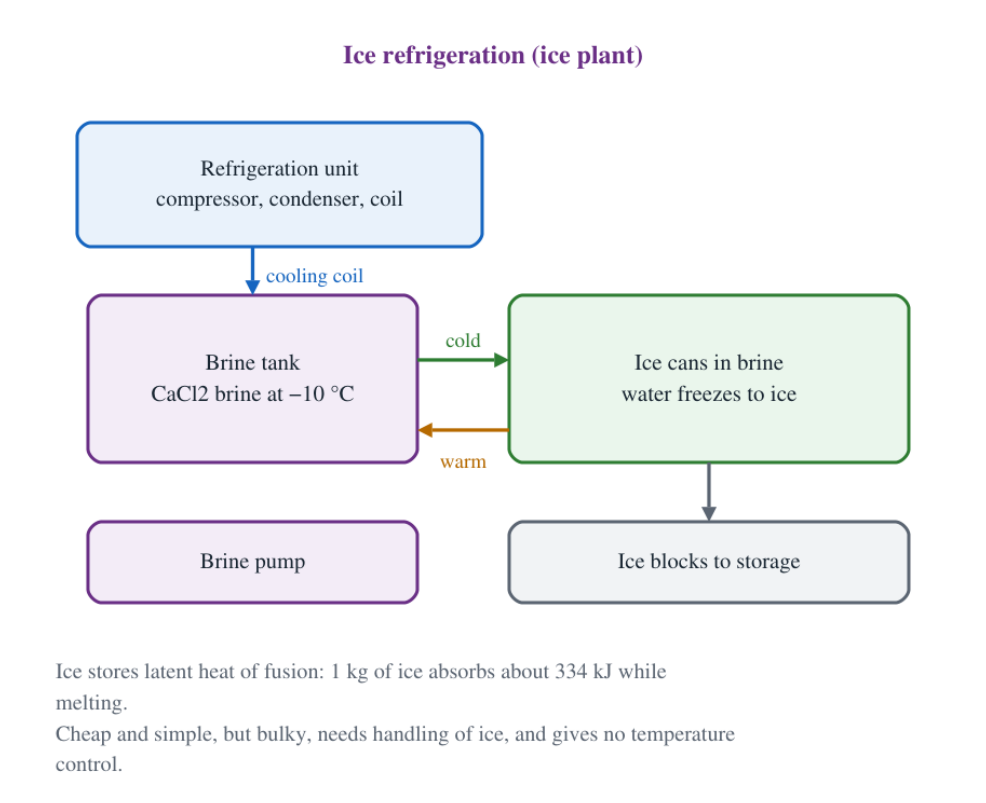 Ice refrigeration (ice plant)
Refrigeration unit
compressor, condenser, coil
cooling coil
Brine tank
CaCl2 brine at −10 °C
cold
warm
Ice cans in brine
water freezes to ice
Brine pump
Ice blocks to storage
Ice stores latent heat of fusion: 1 kg of ice absorbs about 334 kJ while
melting.
Cheap and simple, but bulky, needs handling of ice, and gives no temperature
control.